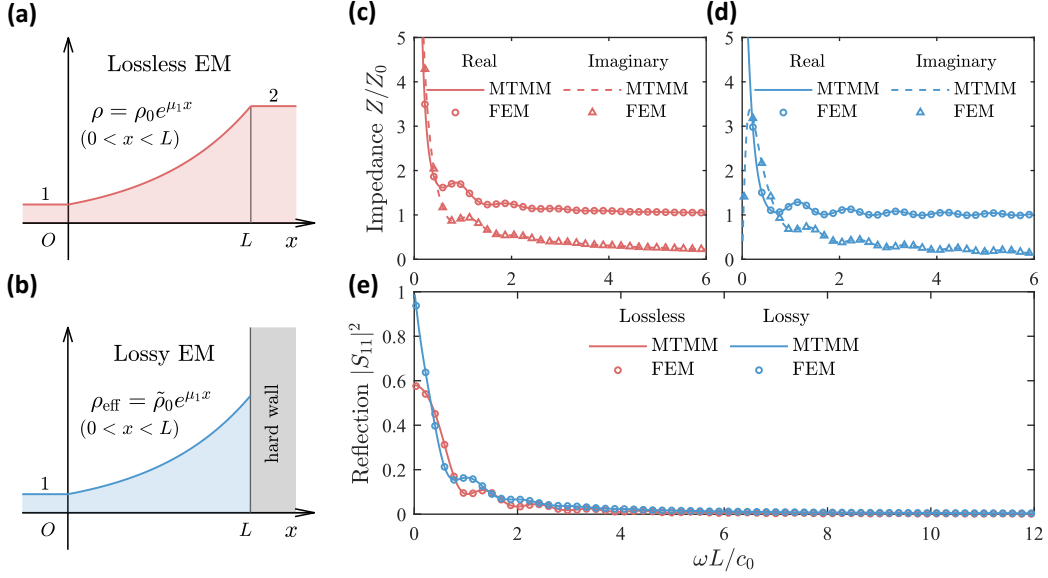 (a)
Lossless EM
ρ = ρ₀e^{μ₁x}
(0 < x < L)
1
2
O
L
x
(b)
Lossy EM
ρ_eff = ρ̃₀e^{μ₁x}
(0 < x < L)
hard wall
1
O
L
x
(c)
Impedance Z/Z₀
5
4
3
2
1
0
Real Imaginary
MTMM MTMM
FEM FEM
0 2 4 6
(d)
5
4
3
2
1
0
Real Imaginary
MTMM MTMM
FEM FEM
0 2 4 6
(e)
Reflection |S₁₁|²
1
0.8
0.6
0.4
0.2
0
Lossless Lossy
MTMM MTMM
FEM FEM
0 2 4 6 8 10 12
ωL/c₀